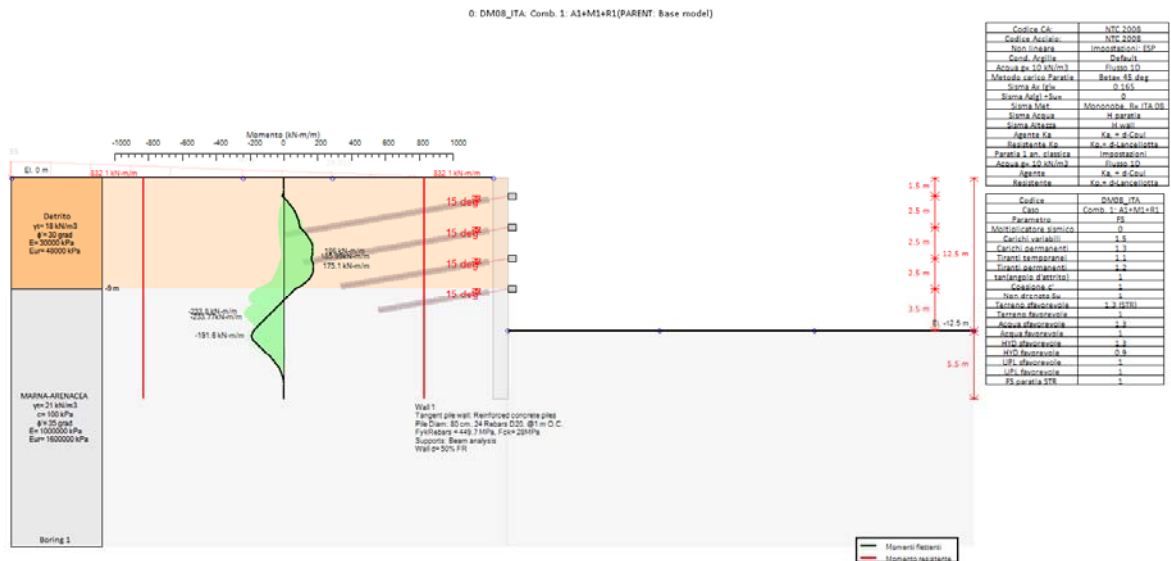 0: DM08_ITA: Comb. 1: A1+M1+R1(PARENT: Base model)
Momento (kN-m/m)
-1000 -800 -600 -400 -200 0 200 400 600 800 1000
El. 0 m
832.1 kN-m/m
832.1 kN-m/m
Detrito
γt= 18 kN/m3
ϕ'= 30 grad
E= 30000 kPa
Eur= 48000 kPa
-9 m
15 deg
15 deg
15 deg
15 deg
175.1 kN-m/m
-191.6 kN-m/m
1.5 m
2.5 m
2.5 m
2.5 m
3.5 m
12.5 m
El. -12.5 m
5.5 m
MARNA-ARENACEA
γt= 21 kN/m3
c= 100 kPa
ϕ'= 35 grad
E= 1000000 kPa
Eur= 1600000 kPa
Boring 1
Wall 1
Tangent pile wall: Reinforced concrete piles
Pile Diam: 80 cm, 24 Rebars D20, @1 m O.C.
FykRebars = 449.7 MPa, Fck= 28MPa
Supports: Beam analysis
Wall d= 50% FR
Codice CA: NTC 2008
Codice Acciaio: NTC 2008
Non lineare Impostazioni: ESP
Cond. Argille Default
Acqua gw 10 kN/m3 Flusso 1D
Metodo carico Paratie Beta= 45 deg
Sisma Ax (g)= 0.165
0
Sisma Met. Mononobe, R= ITA 08
Sisma Acqua H paratia
Sisma Altezza H wall
Agente Ka Ka, = d-Coul
Resistente Kp Kp,= d-Lancellotta
Paratia 1 an. classica Impostazioni
Acqua gw 10 kN/m3 Flusso 1D
Agente Ka, = d-Coul
Resistente Kp,= d-Lancellotta
Codice DM08_ITA
Caso Comb. 1: A1+M1+R1
Parametro FS
Moltiplicatore sismico 0
Carichi variabili 1.5
Carichi permanenti 1.3
Tiranti temporanei 1.1
Tiranti permanenti 1.2
tan(angolo d'attrito) 1
Coesione c' 1
Non drenata Su 1
Terreno sfavorevole 1.3 (STR)
Terreno favorevole 1
Acqua sfavorevole 1.3
Acqua favorevole 1
HYD sfavorevole 1.3
HYD favorevole 0.9
UPL sfavorevole 1
UPL favorevole 1
FS paratia STR 1
Momenti flettenti
Momento resistente